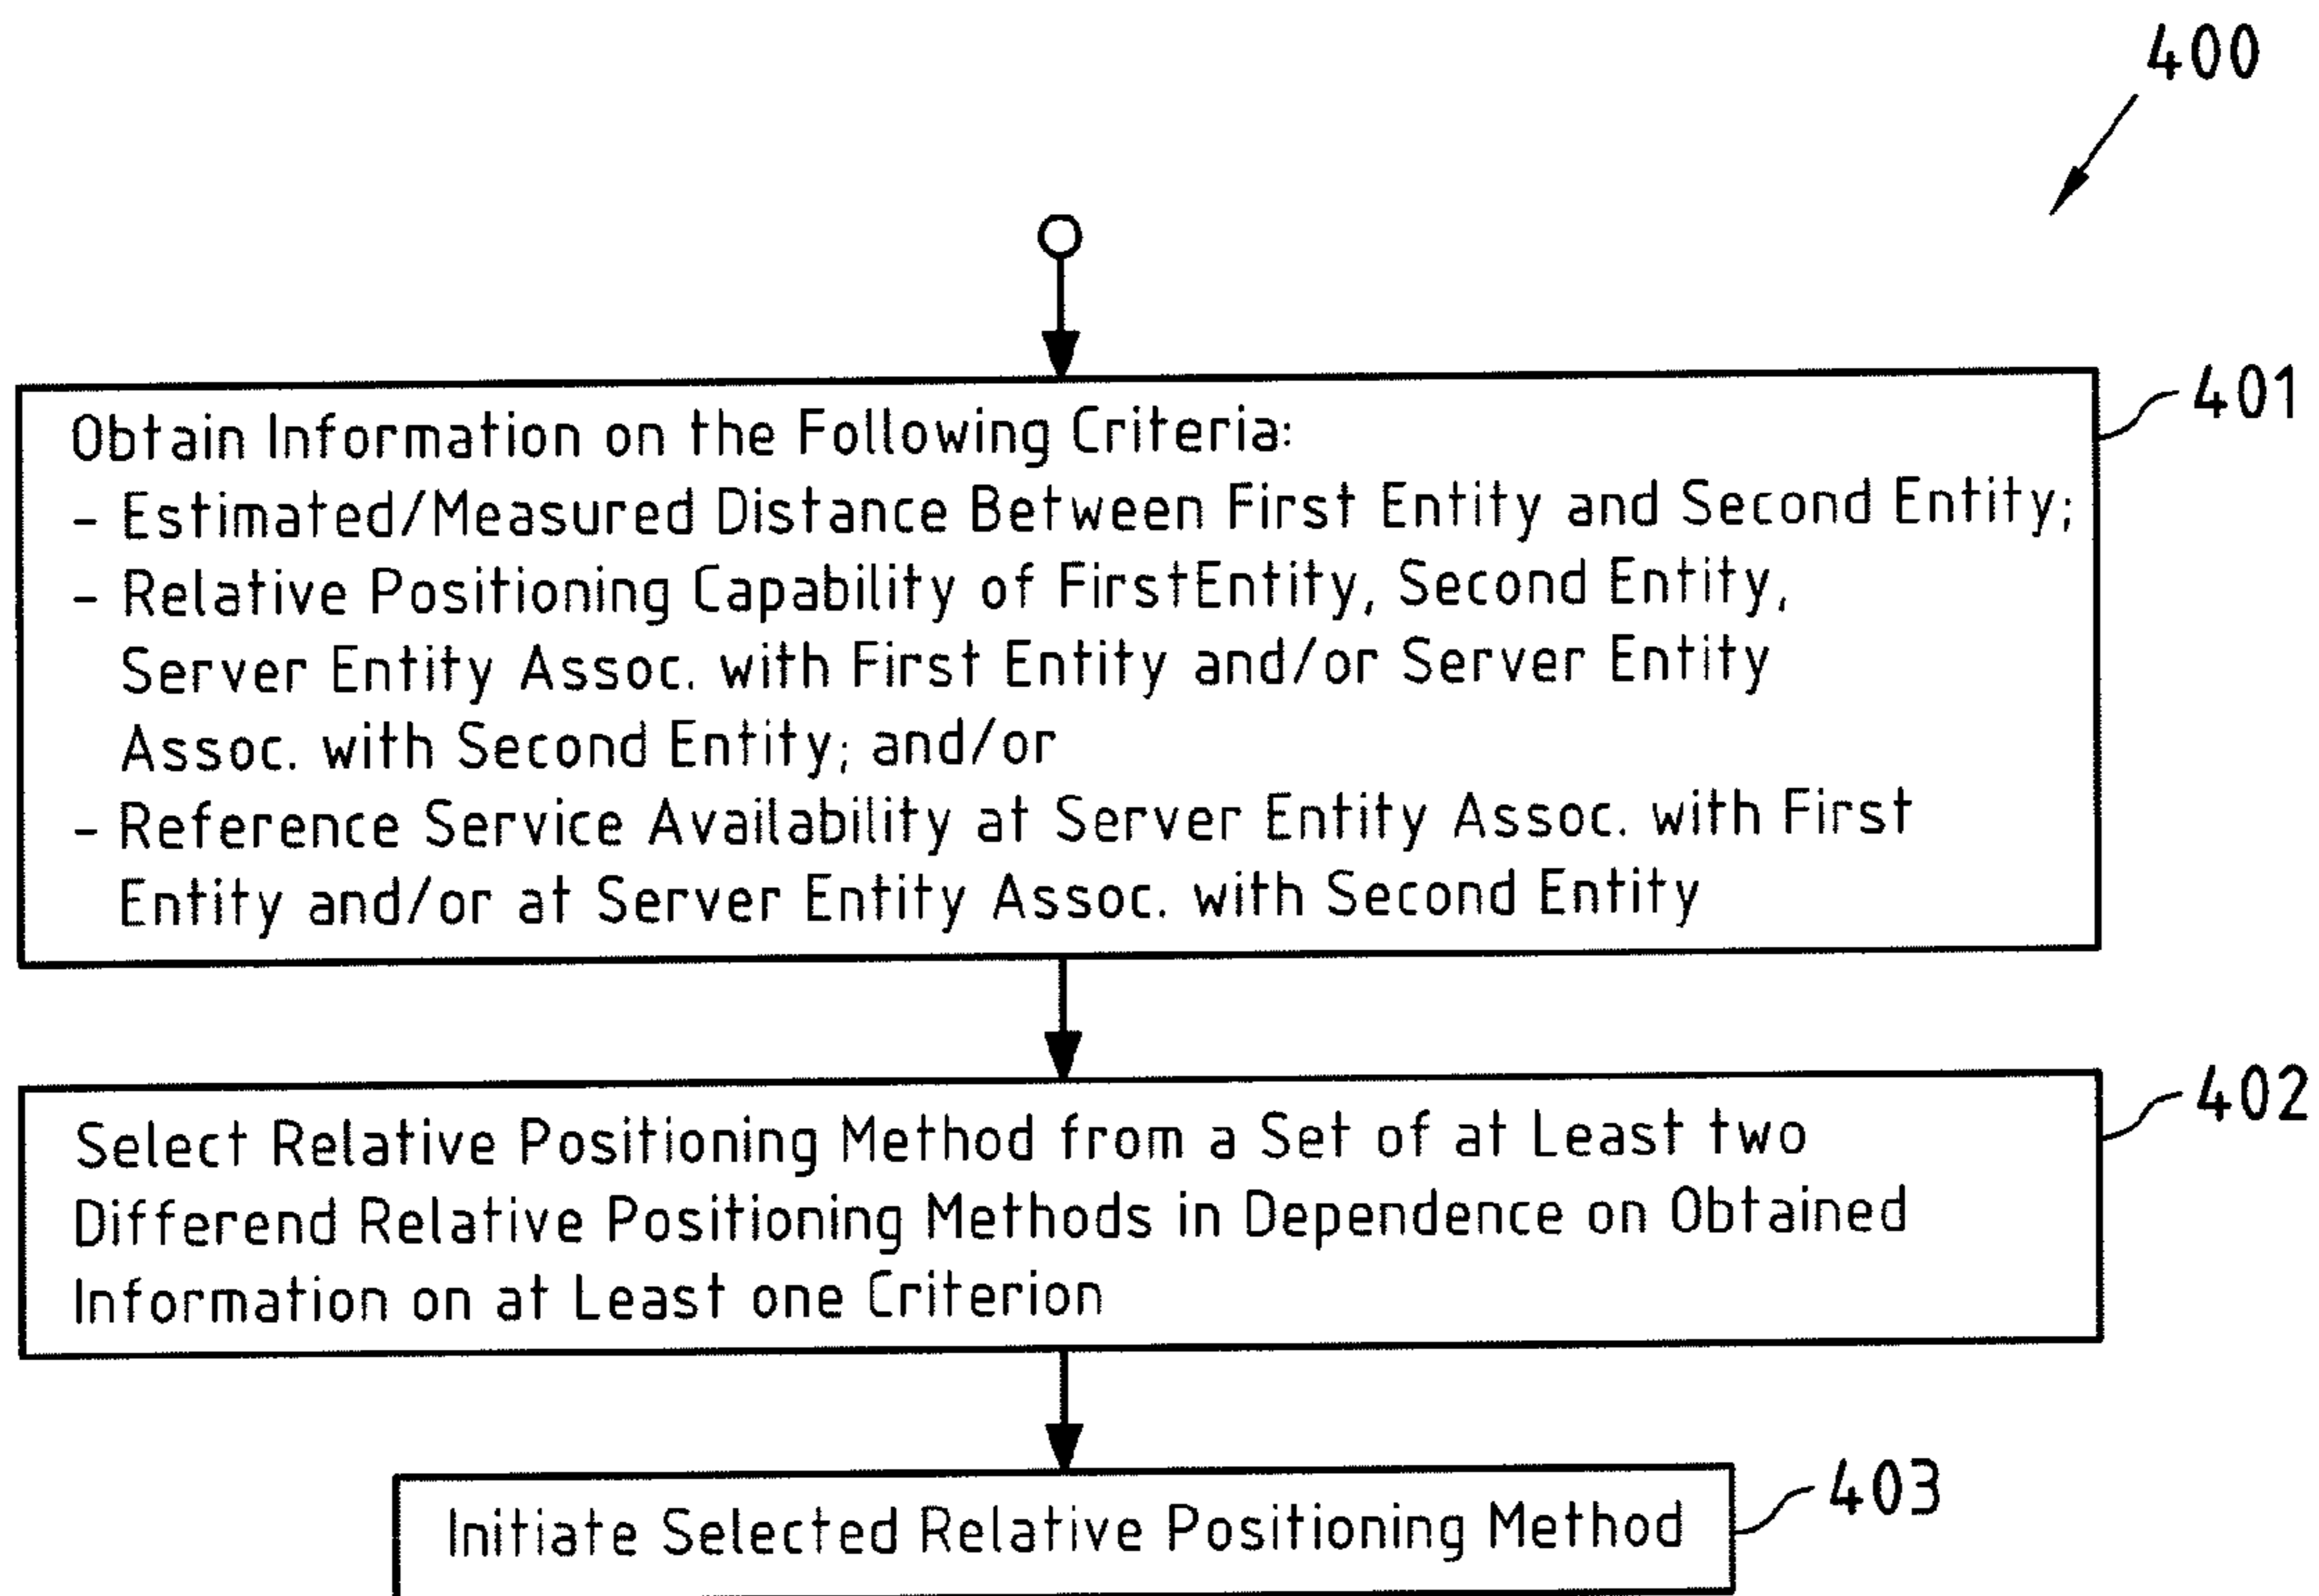 400
401
Obtain Information on the Following Criteria:
- Estimated/Measured Distance Between First Entity and Second Entity;
- Relative Positioning Capability of FirstEntity, Second Entity,
Server Entity Assoc. with First Entity and/or Server Entity
Assoc. with Second Entity; and/or
- Reference Service Availability at Server Entity Assoc. with First
Entity and/or at Server Entity Assoc. with Second Entity
402
Select Relative Positioning Method from a Set of at Least two
Differend Relative Positioning Methods in Dependence on Obtained
Information on at Least one Criterion
403
Initiate Selected Relative Positioning Method